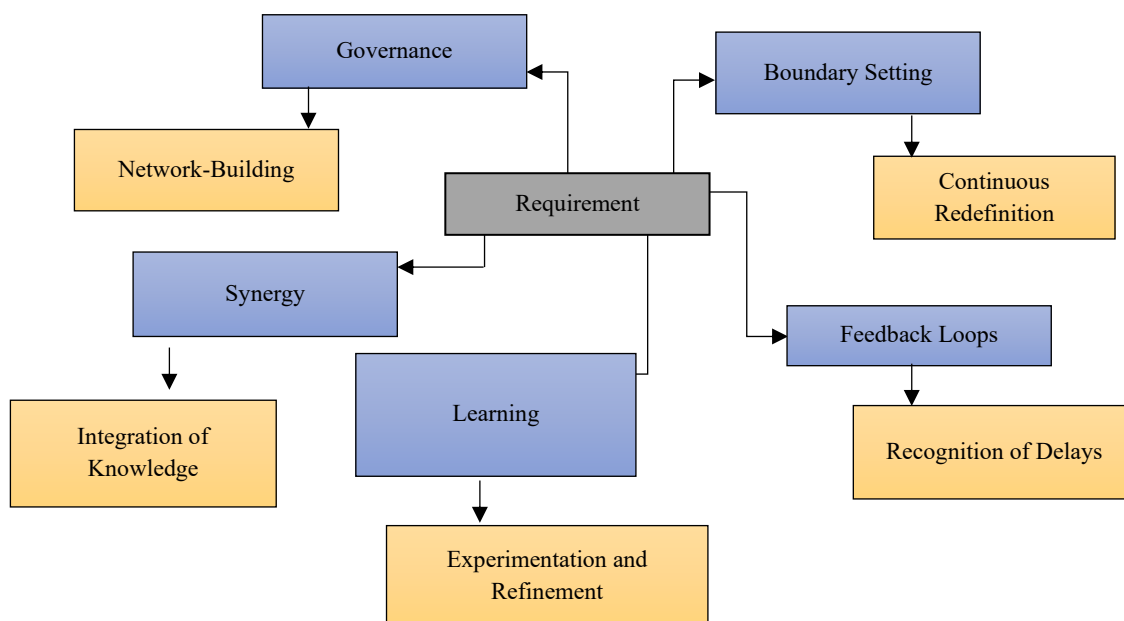 Governance
Boundary Setting
Network-Building
Continuous
Redefinition
Requirement
Synergy
Feedback Loops
Learning
Integration of
Knowledge
Recognition of Delays
Experimentation and
Refinement